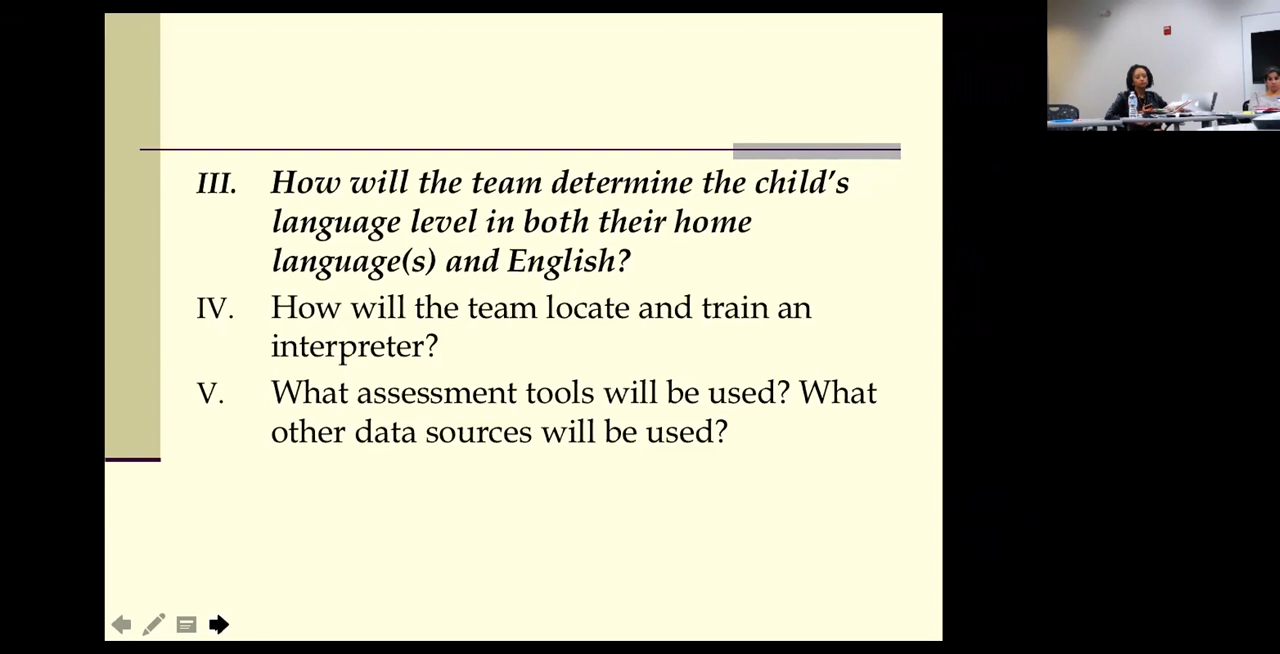 III. How will the team determine the child’s
language level in both their home
language(s) and English?
IV. How will the team locate and train an
interpreter?
V. What assessment tools will be used? What
other data sources will be used?